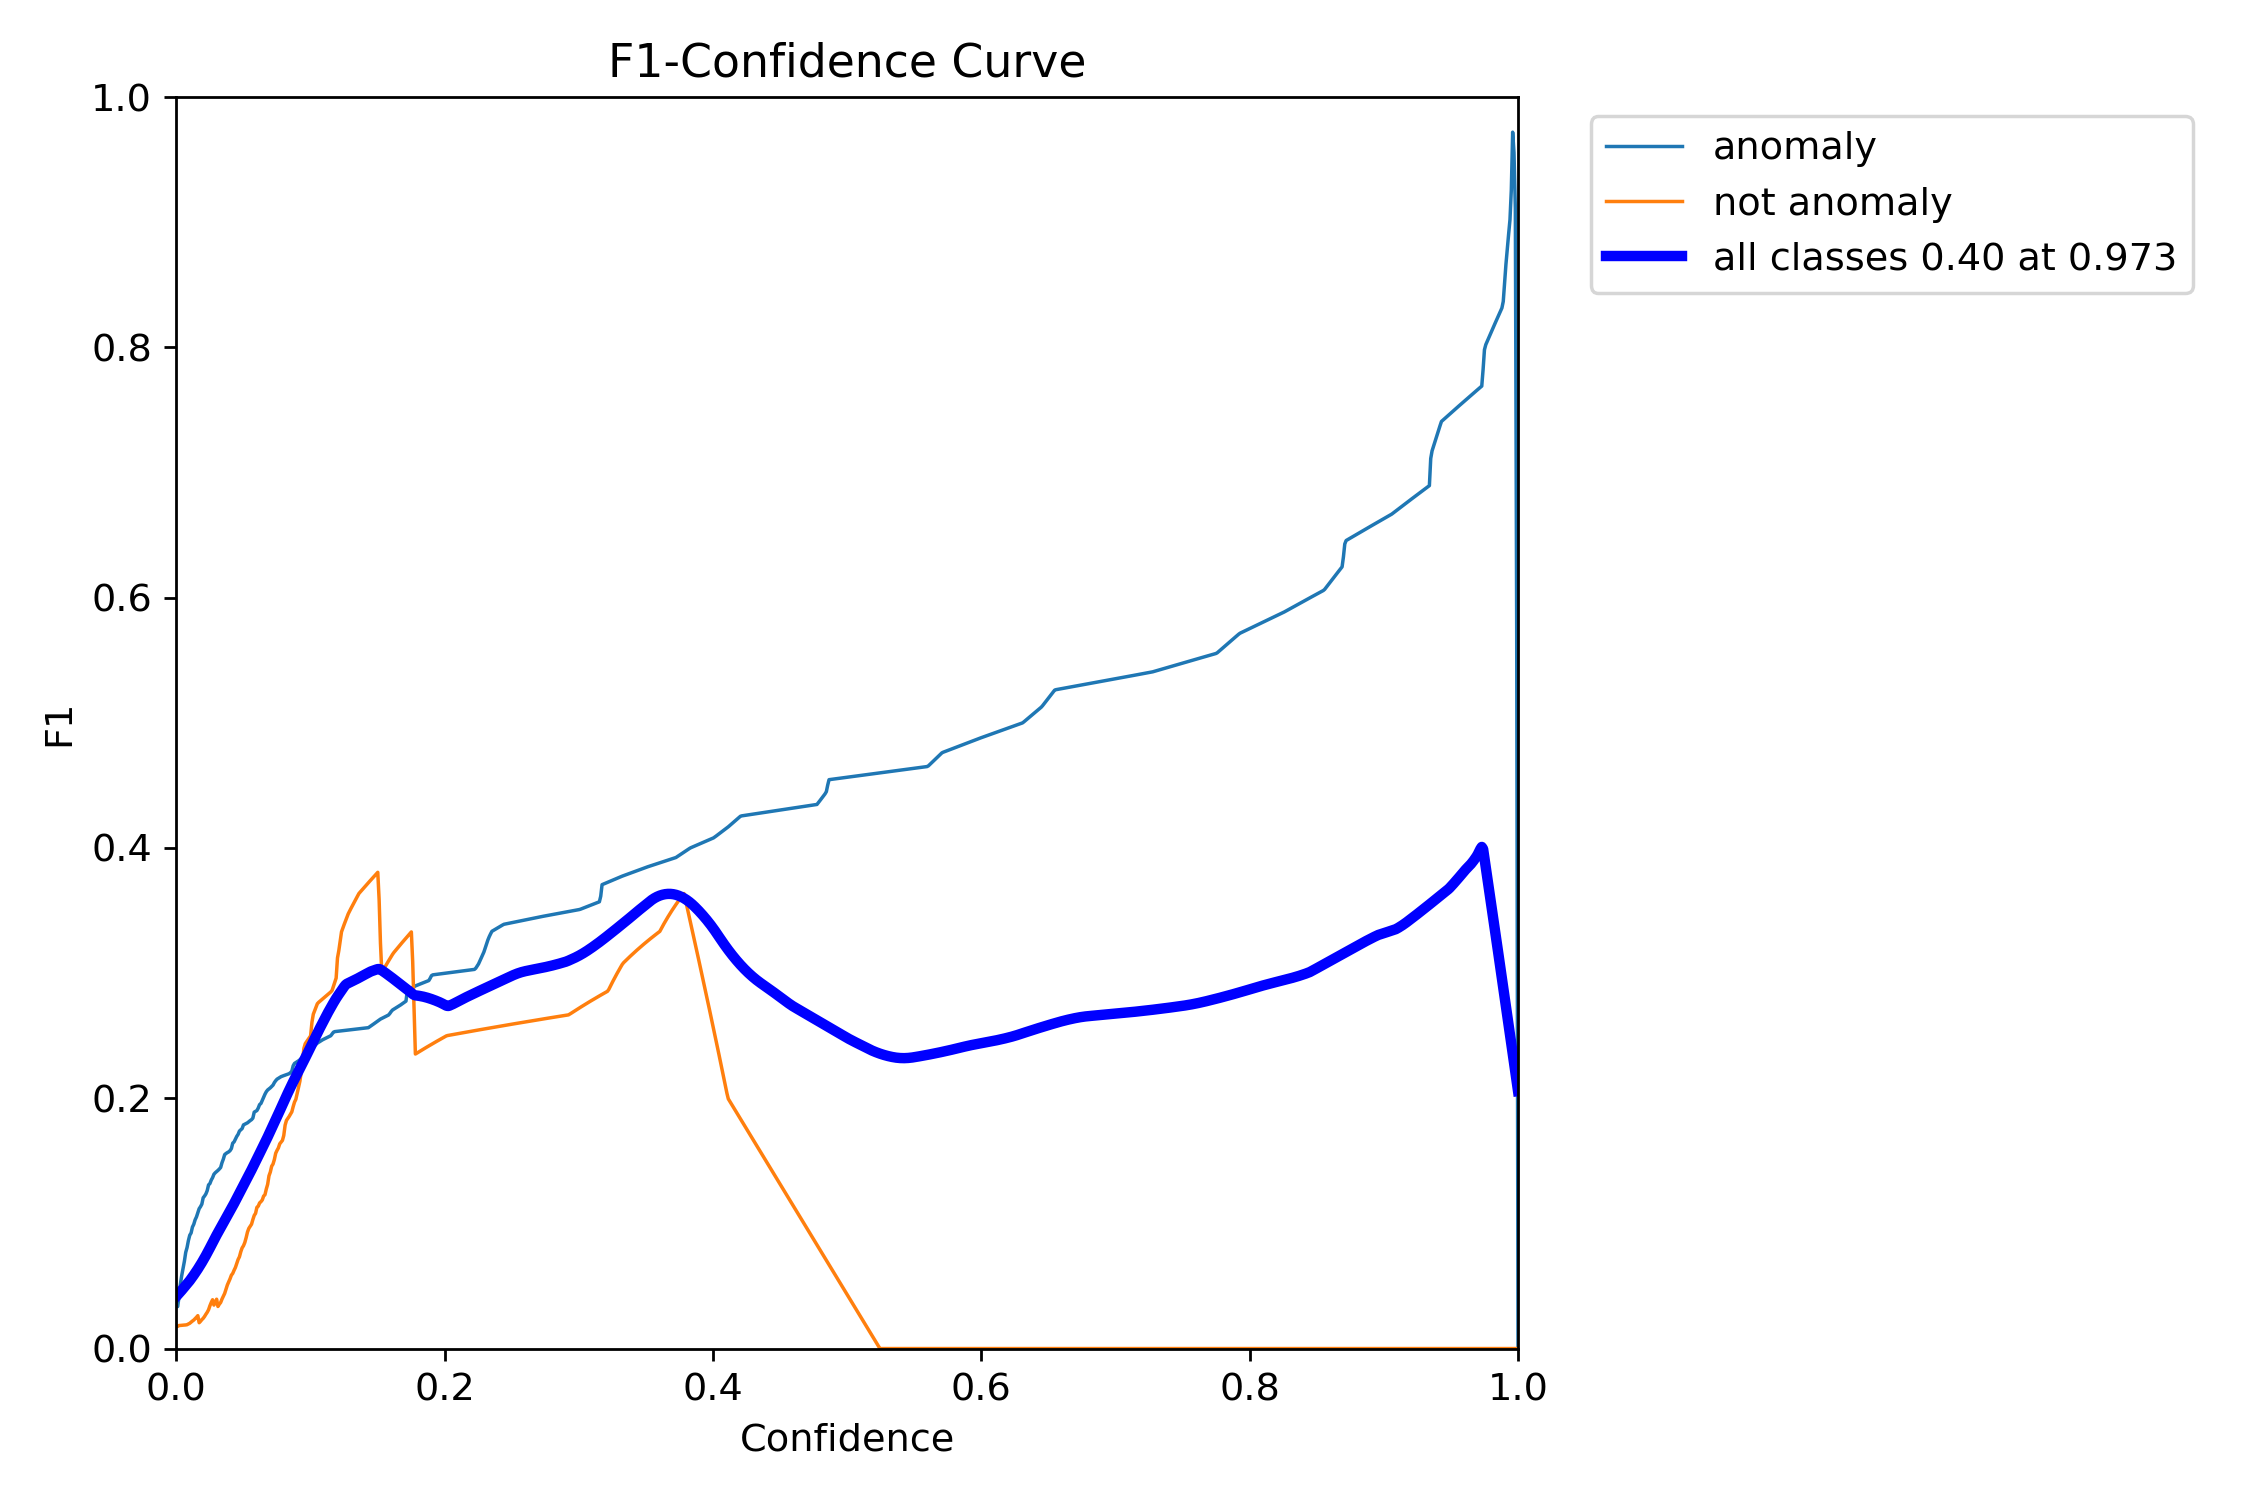 F1-Confidence Curve
1.0
0.8
0.6
0.4
0.2
0.0
F1
0.0 0.2 0.4 0.6 0.8 1.0
Confidence
anomaly
not anomaly
all classes 0.40 at 0.973